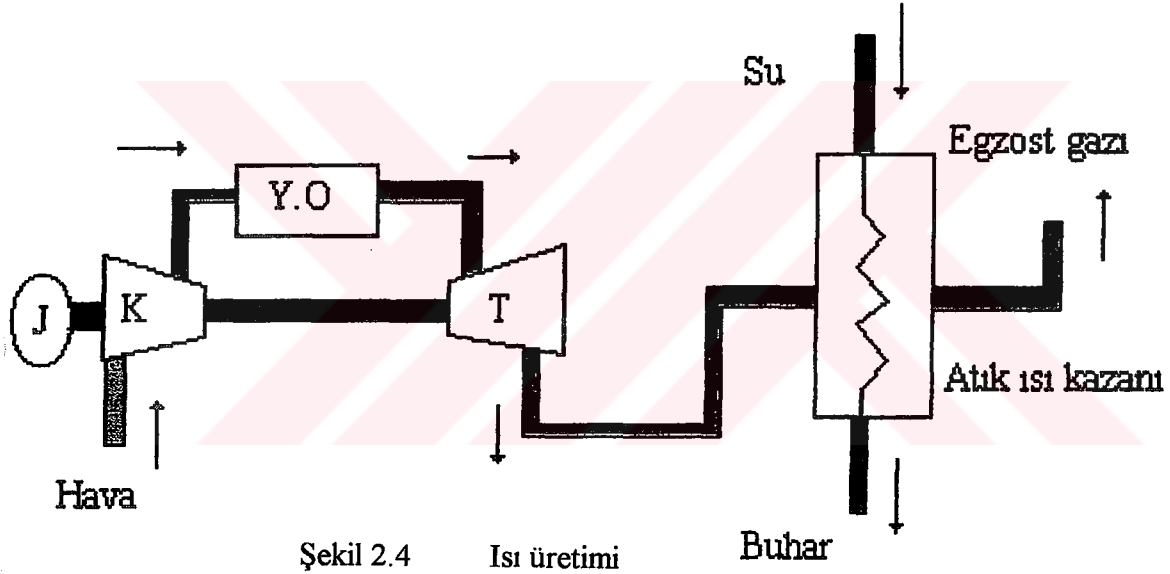 Su
Egzost gazı
Y.O
J
K
T
Atık ısı kazanı
Hava
Buhar
Şekil 2.4 Isı üretimi